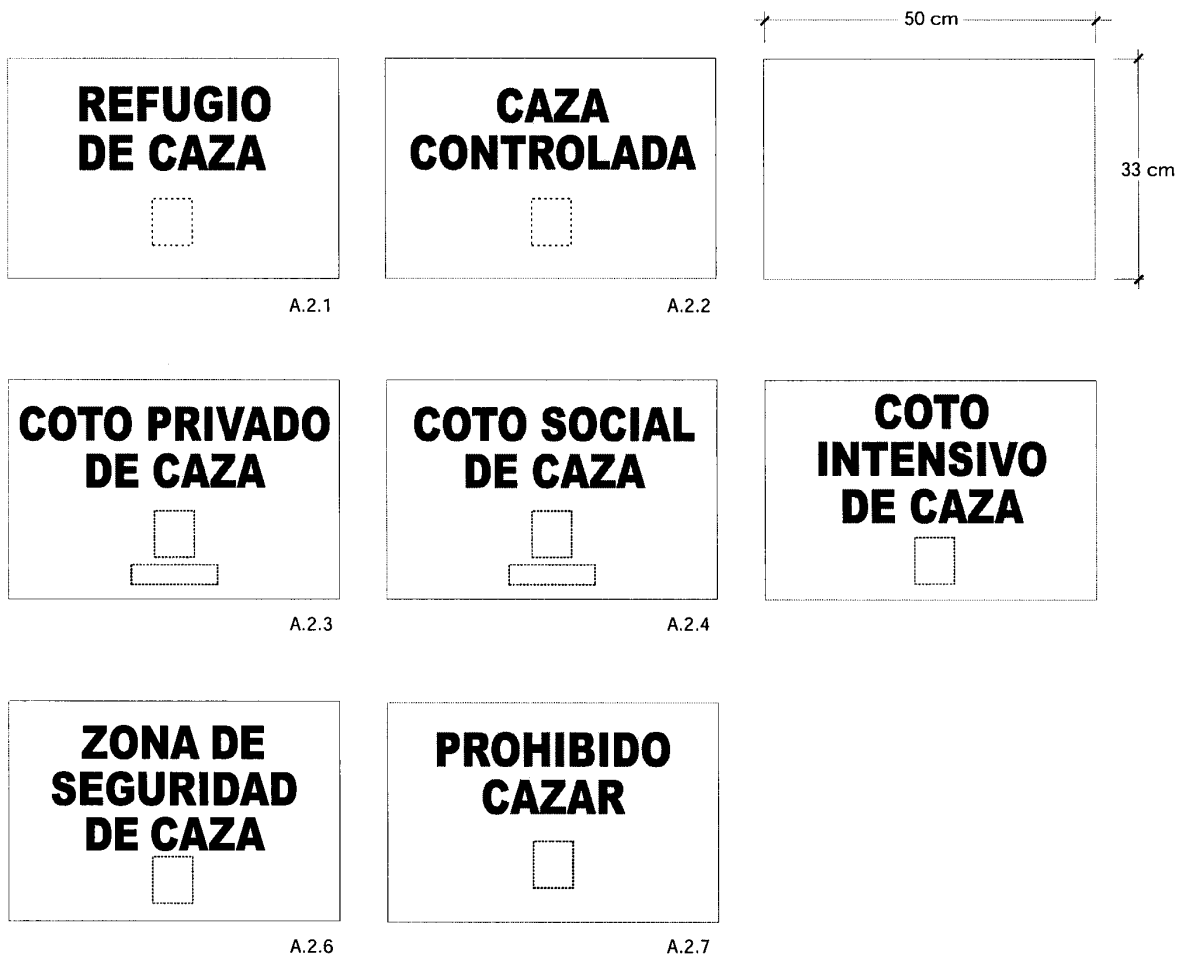 50 cm
REFUGIO
DE CAZA
A.2.1
CAZA
CONTROLADA
A.2.2
33 cm
COTO PRIVADO
DE CAZA
A.2.3
COTO SOCIAL
DE CAZA
A.2.4
COTO
INTENSIVO
DE CAZA
ZONA DE
SEGURIDAD
DE CAZA
A.2.6
PROHIBIDO
CAZAR
A.2.7